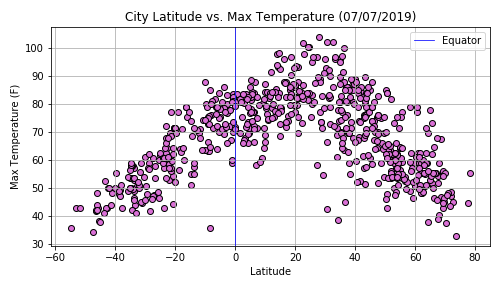 City Latitude vs. Max Temperature (07/07/2019)
Equator
Max Temperature (F)
100
90
80
70
60
50
40
30
−60 −40 −20 0 20 40 60 80
Latitude